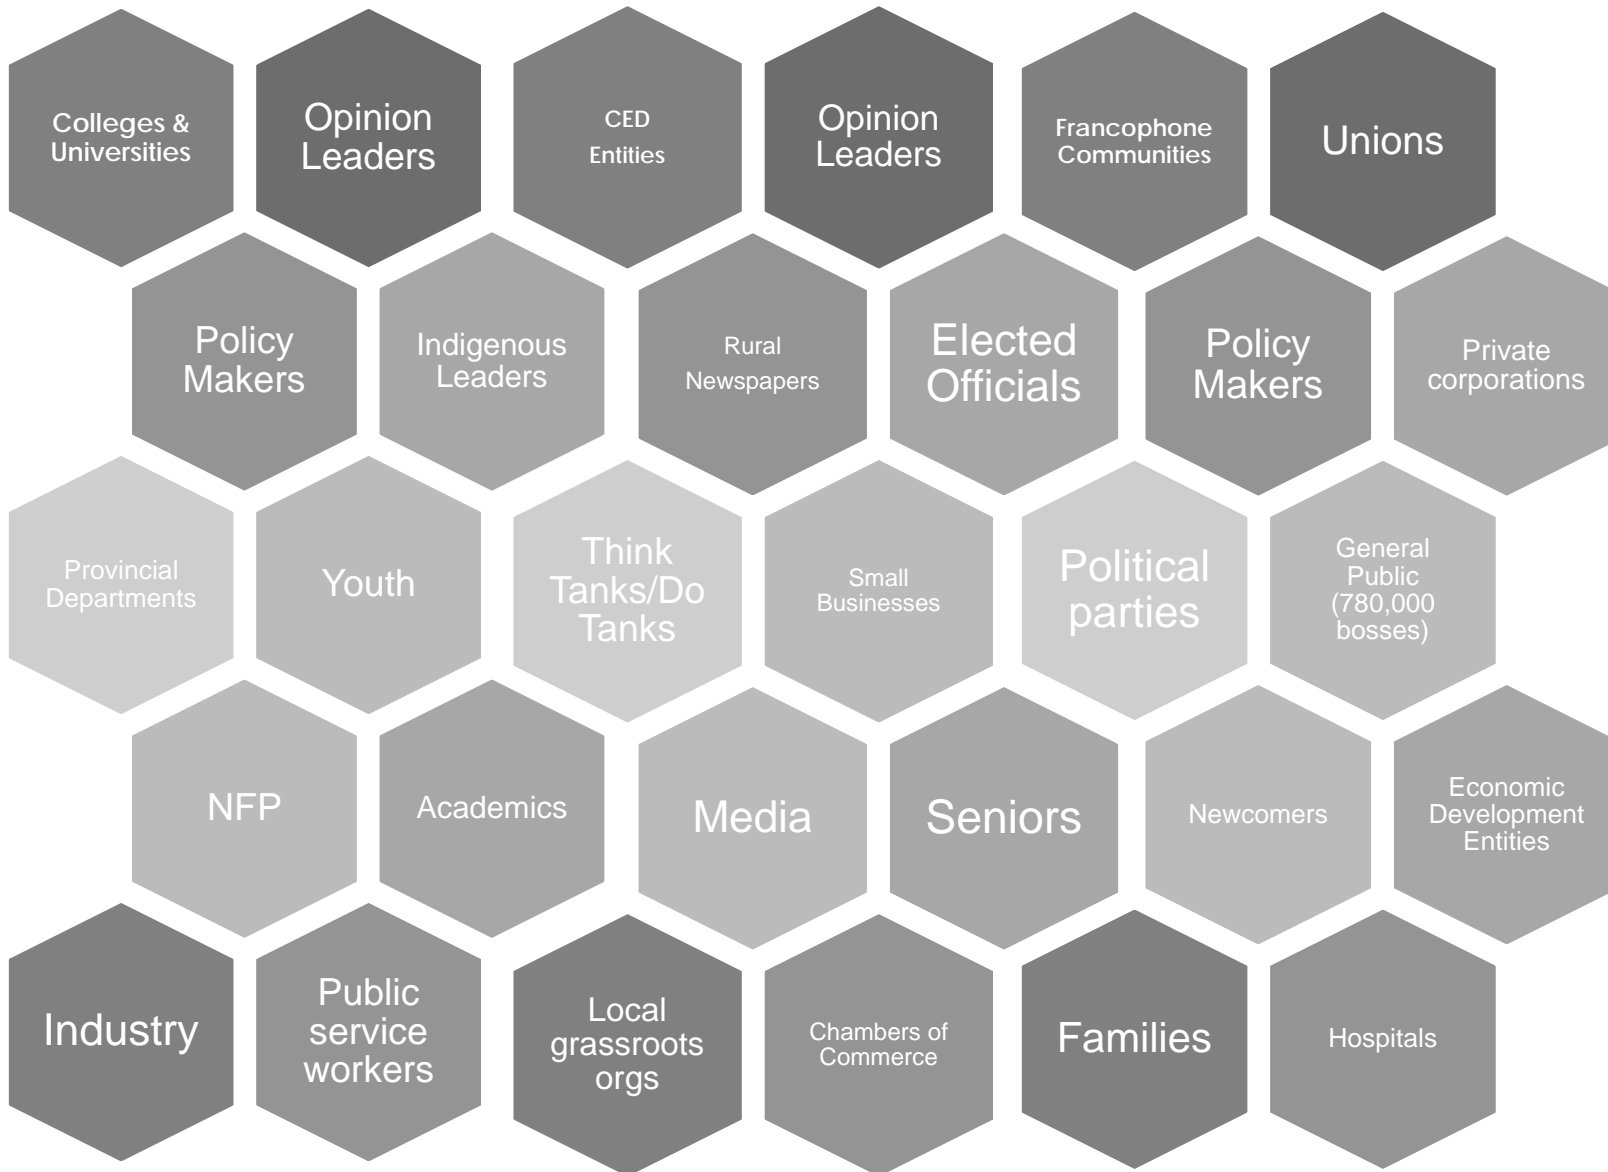 Colleges &
Universities
Opinion
Leaders
CED
Entities
Opinion
Leaders
Francophone
Communities
Unions
Policy
Makers
Indigenous
Leaders
Rural
Newspapers
Elected
Officials
Policy
Makers
Private
corporations
Provincial
Departments
Youth
Think
Tanks/Do
Tanks
Small
Businesses
Political
parties
General
Public
(780,000
bosses)
NFP
Academics
Media
Seniors
Newcomers
Economic
Development
Entities
Industry
Public
service
workers
Local
grassroots
orgs
Chambers of
Commerce
Families
Hospitals